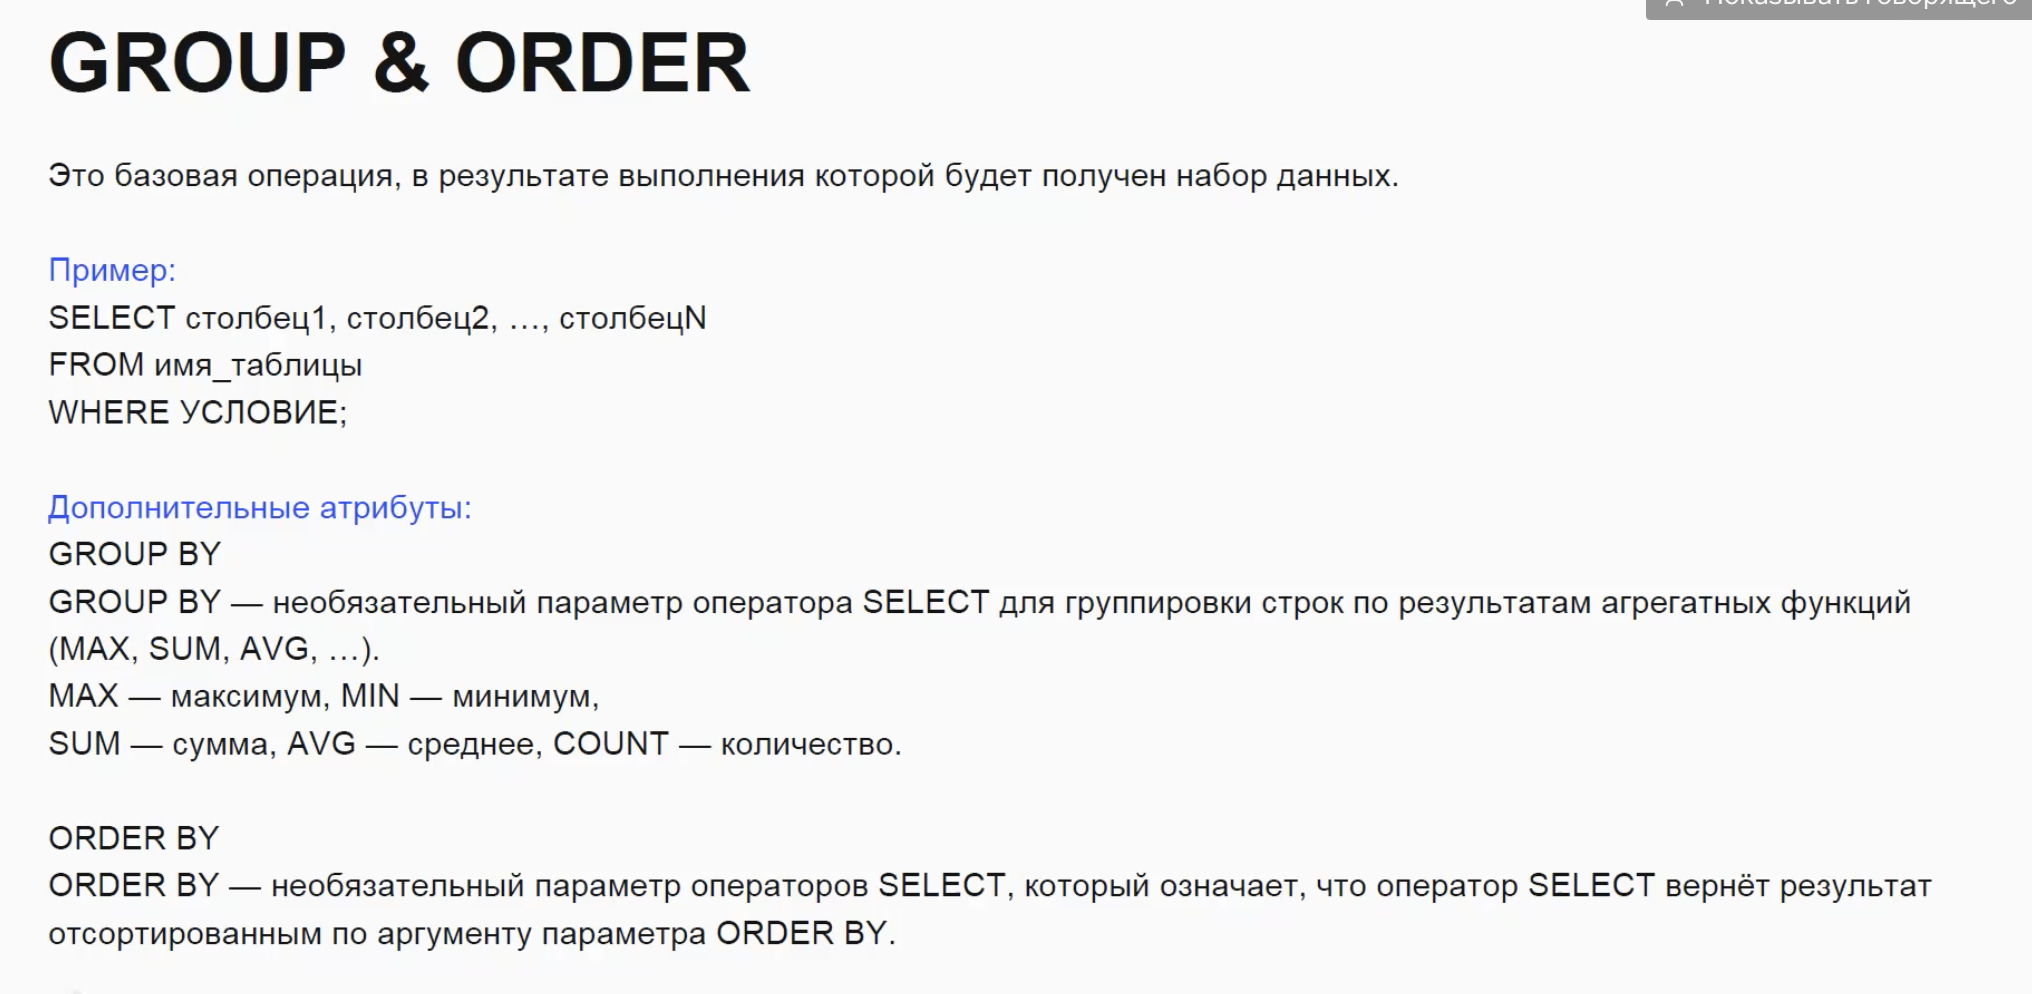 Показывать говорящего
GROUP & ORDER
Это базовая операция, в результате выполнения которой будет получен набор данных.
Пример:
SELECT столбец1, столбец2, …, столбецN
FROM имя_таблицы
WHERE УСЛОВИЕ;
Дополнительные атрибуты:
GROUP BY
GROUP BY — необязательный параметр оператора SELECT для группировки строк по результатам агрегатных функций
(MAX, SUM, AVG, …).
MAX — максимум, MIN — минимум,
SUM — сумма, AVG — среднее, COUNT — количество.
ORDER BY
ORDER BY — необязательный параметр операторов SELECT, который означает, что оператор SELECT вернёт результат
отсортированным по аргументу параметра ORDER BY.